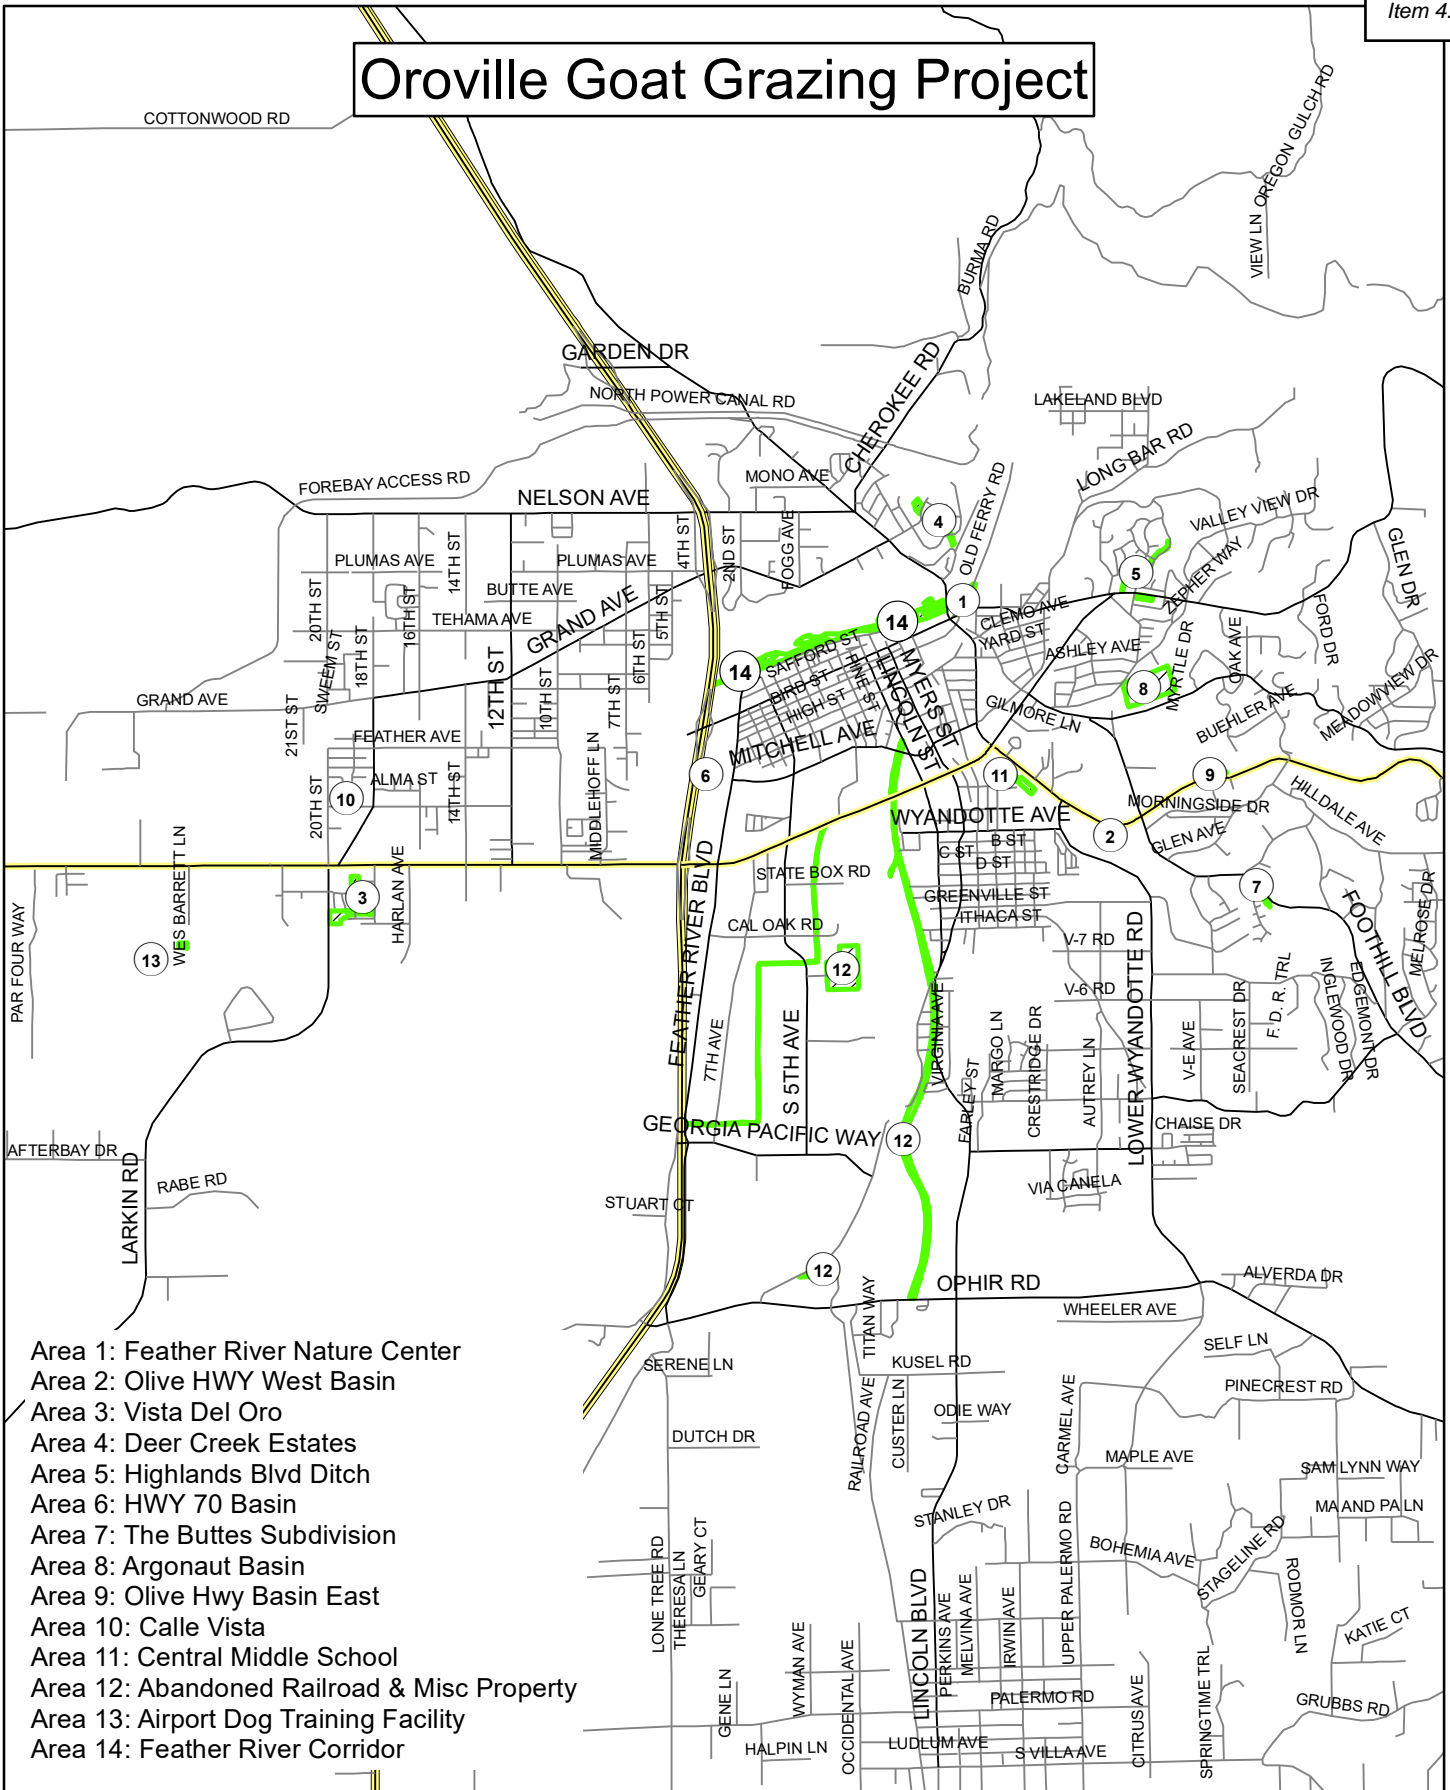 Item 4.
Oroville Goat Grazing Project
COTTONWOOD RD
OREGON GULCH RD
VIEW LN
BURMA RD
GARDEN DR
NORTH POWER CANAL RD
CHEROKEE RD
LAKELAND BLVD
LONG BAR RD
FOREBAY ACCESS RD
MONO AVE
NELSON AVE
4
OLD FERRY RD
VALLEY VIEW DR
4TH ST
2ND ST
FOGG AVE
PLUMAS AVE
14TH ST
PLUMAS AVE
5
ZEPHER WAY
GLEN DR
BUTTE AVE
GRAND AVE
5TH ST
20TH ST
16TH ST
TEHAMA AVE
1
CLEMO AVE
YARD ST
FORD DR
14
SAFFORD ST
ASHLEY AVE
MYRTLE DR
OAK AVE
SWEEM ST
18TH ST
6TH ST
14
BIRD ST
PINE ST
HIGH ST
LINCOLN ST
MYERS ST
8
MEADOWVIEW DR
GRAND AVE
21ST ST
12TH ST
10TH ST
7TH ST
GILMORE LN
BUEHLER AVE
FEATHER AVE
MITCHELL AVE
6
11
9
ALMA ST
10
20TH ST
14TH ST
MIDDLEHOFF LN
MORNINGSIDE DR
HILLDALE AVE
WYANDOTTE AVE
2
GLEN AVE
B ST
C ST
D ST
WES BARRETT LN
HARLAN AVE
3
STATE BOX RD
GREENVILLE ST
ITHACA ST
7
FOOTHILL BLVD
MELROSE DR
PAR FOUR WAY
13
FEATHER RIVER BLVD
CAL OAK RD
12
V-7 RD
LOWER WYANDOTTE RD
V-6 RD
F. D. R. TRL
INGLEWOOD DR
EDGEMONT DR
VIRGINIA AVE
7TH AVE
S 5TH AVE
MARGO LN
CRESTRIDGE DR
AUTREY LN
V-E AVE
SEACREST DR
FARLEY ST
GEORGIA PACIFIC WAY
12
CHAISE DR
AFTERBAY DR
LARKIN RD
RABE RD
STUART CT
VIA CANELA
12
OPHIR RD
ALVERDA DR
TITAN WAY
WHEELER AVE
SELF LN
SERENE LN
KUSEL RD
PINECREST RD
RAILROAD AVE
CUSTER LN
ODIE WAY
CARMEL AVE
DUTCH DR
MAPLE AVE
SAM LYNN WAY
MA AND PA LN
STANLEY DR
LONE TREE RD
THERESA LN
GEARY CT
UPPER PALERMO RD
BOHEMIA AVE
STAGELINE RD
RODMOR LN
KATIE CT
LINCOLN BLVD
PERKINS AVE
MELVINA AVE
IRWIN AVE
GENE LN
WYMAN AVE
OCCIDENTAL AVE
PALERMO RD
CITRUS AVE
SPRINGTIME TRL
GRUBBS RD
HALPIN LN
LUDLUM AVE
S VILLA AVE
Area 1: Feather River Nature Center
Area 2: Olive HWY West Basin
Area 3: Vista Del Oro
Area 4: Deer Creek Estates
Area 5: Highlands Blvd Ditch
Area 6: HWY 70 Basin
Area 7: The Buttes Subdivision
Area 8: Argonaut Basin
Area 9: Olive Hwy Basin East
Area 10: Calle Vista
Area 11: Central Middle School
Area 12: Abandoned Railroad & Misc Property
Area 13: Airport Dog Training Facility
Area 14: Feather River Corridor